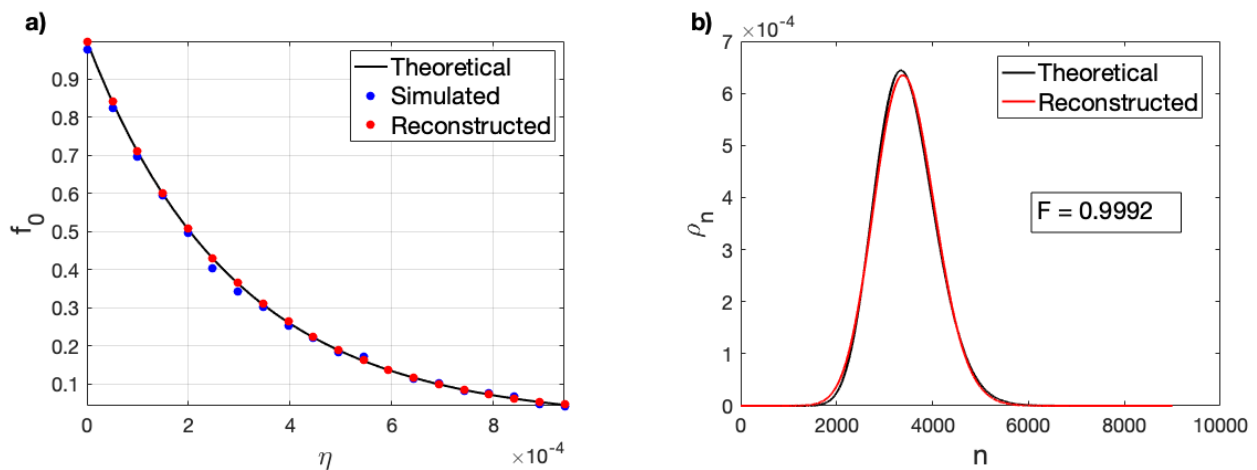 a)
Theoretical
Simulated
Reconstructed
0.9
0.8
0.7
0.6
0.5
0.4
0.3
0.2
0.1
f₀
0 2 4 6 8
η
×10⁻⁴
b)
×10⁻⁴
Theoretical
Reconstructed
7
6
5
4
3
2
1
0
ρₙ
F = 0.9992
0 2000 4000 6000 8000 10000
n